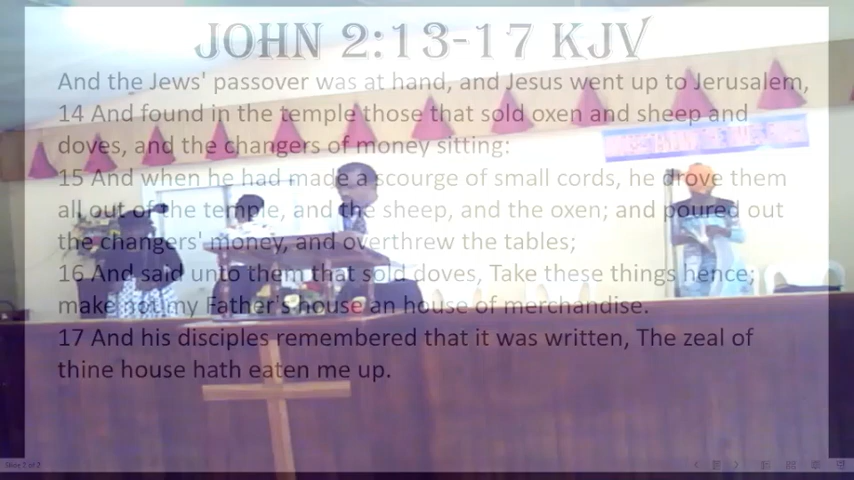 JOHN 2:13-17 KJV
And the Jews' passover was at hand, and Jesus went up to Jerusalem,
14 And found in the temple those that sold oxen and sheep and
doves, and the changers of money sitting:
15 And when he had made a scourge of small cords, he drove them
all out of the temple, and the sheep, and the oxen; and poured out
the changers' money, and overthrew the tables;
16 And said unto them that sold doves, Take these things hence;
make not my Father's house an house of merchandise.
17 And his disciples remembered that it was written, The zeal of
thine house hath eaten me up.
Slide 2 of 3